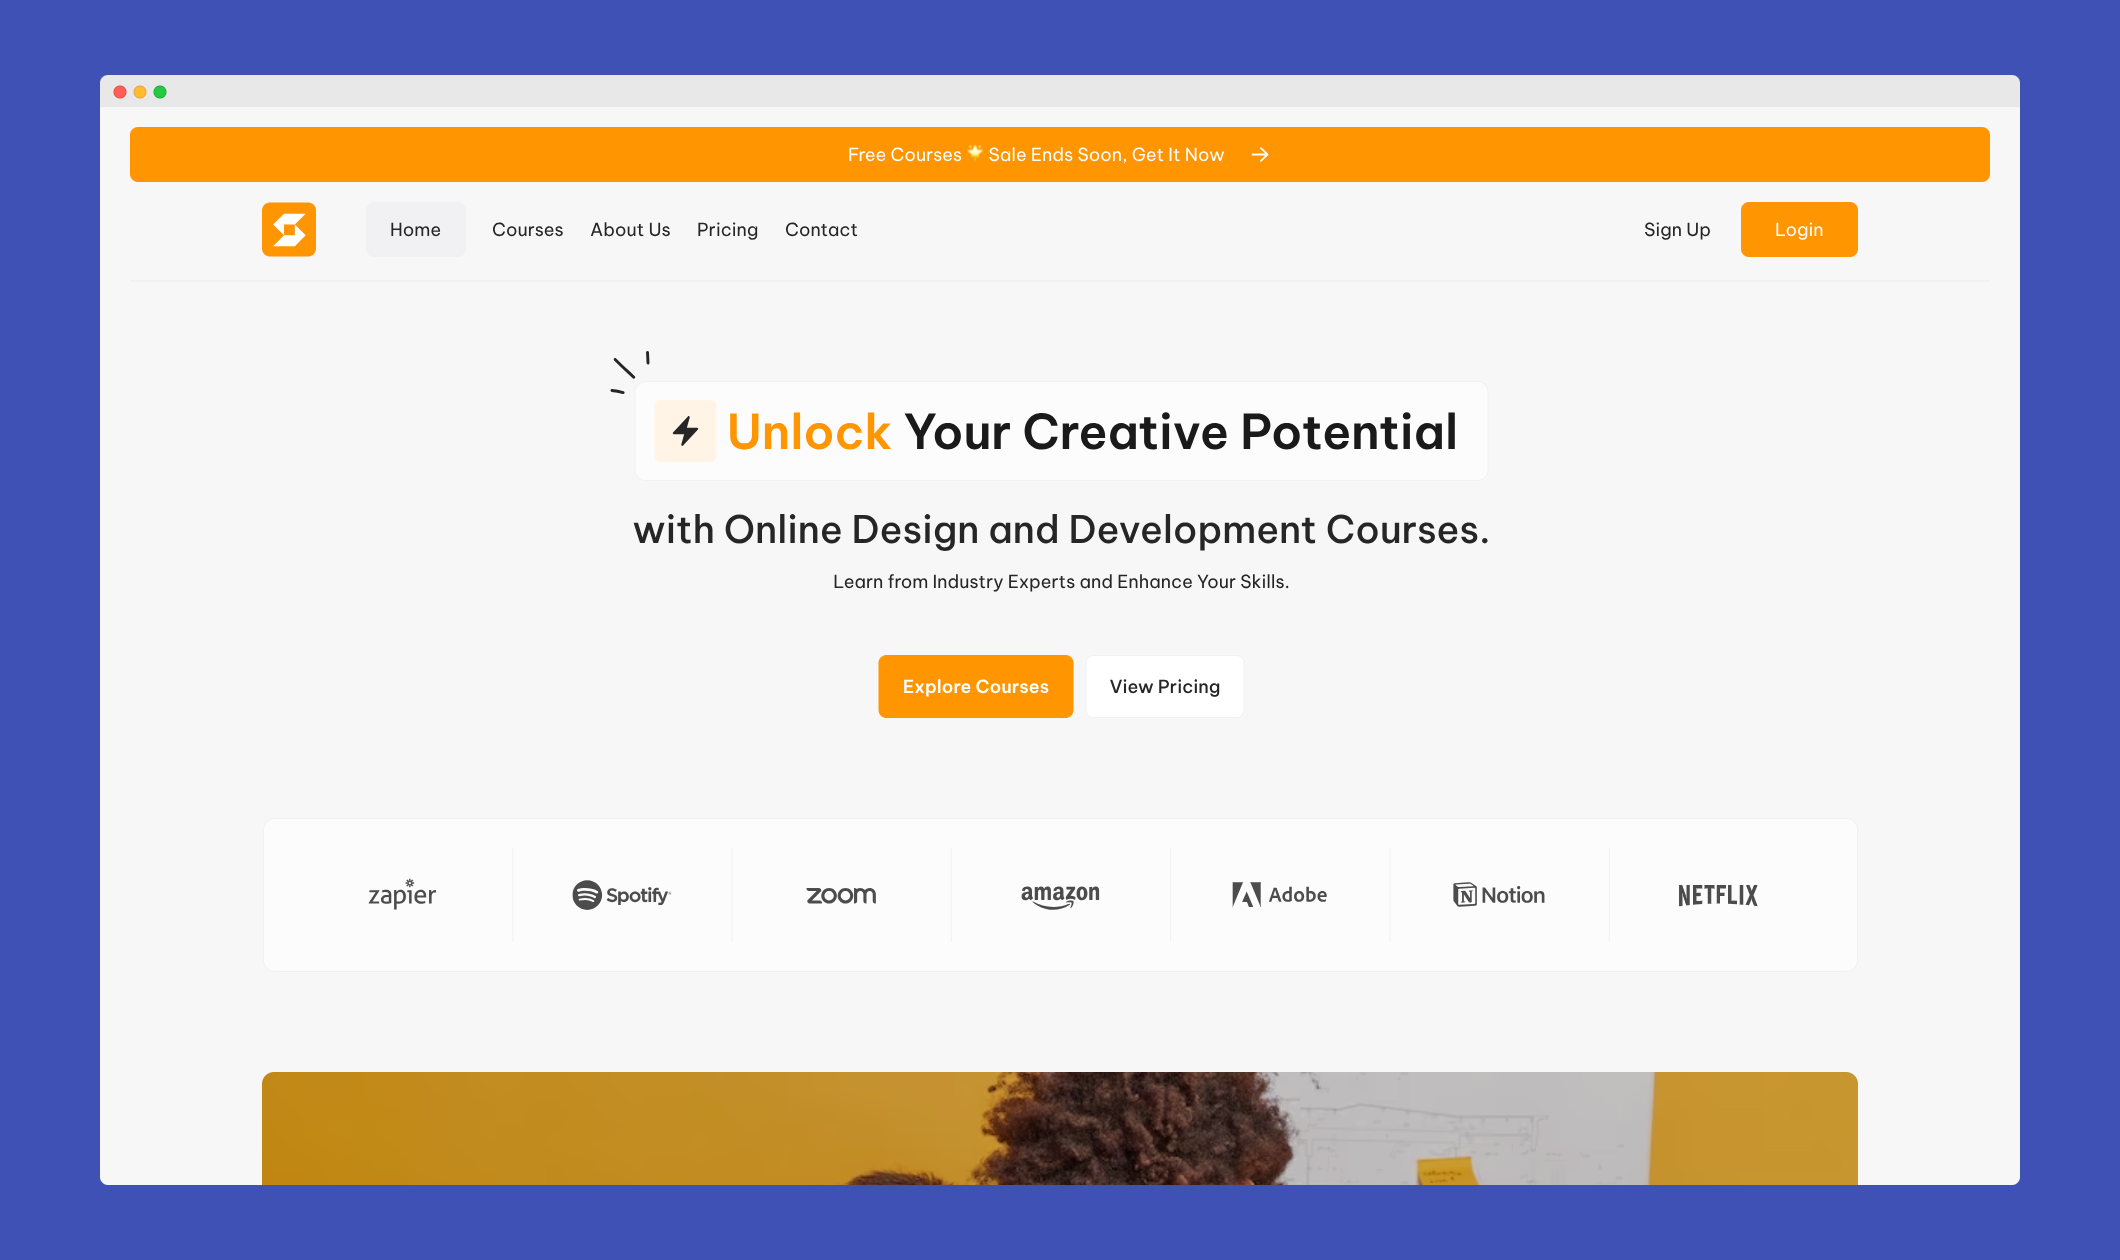 Free Courses 🌟 Sale Ends Soon, Get It Now
Home Courses About Us Pricing Contact Sign Up Login
Unlock Your Creative Potential
with Online Design and Development Courses.
Learn from Industry Experts and Enhance Your Skills.
Explore Courses View Pricing
zapier Spotify zoom amazon Adobe Notion NETFLIX